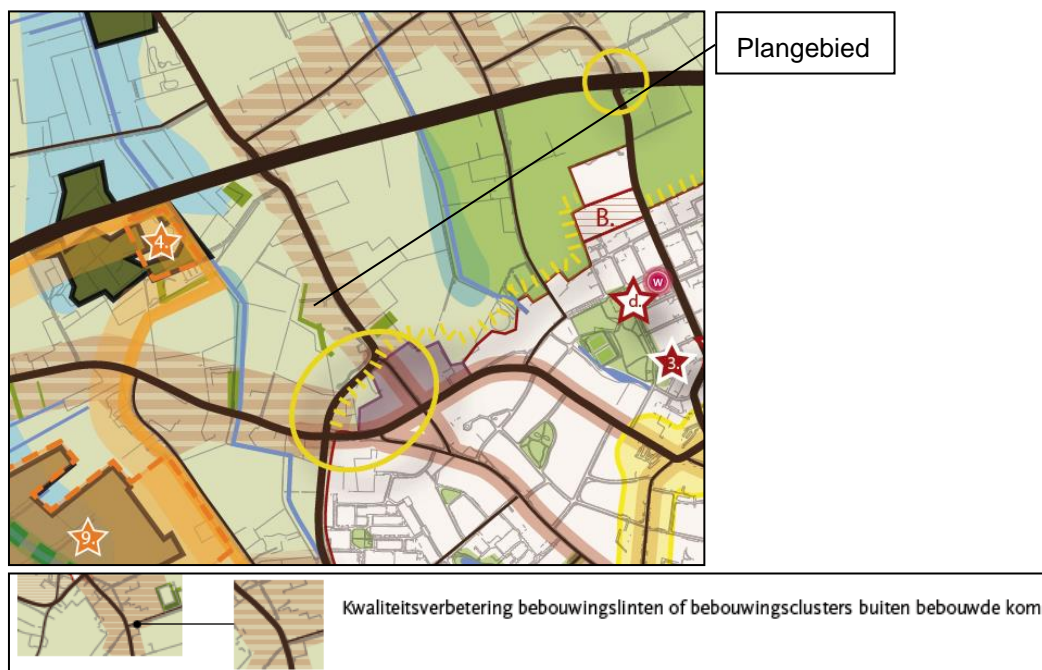 Plangebied
B.
4.
W
d.
3.
9.
Kwaliteitsverbetering bebouwingslinten of bebouwingsclusters buiten bebouwde kom